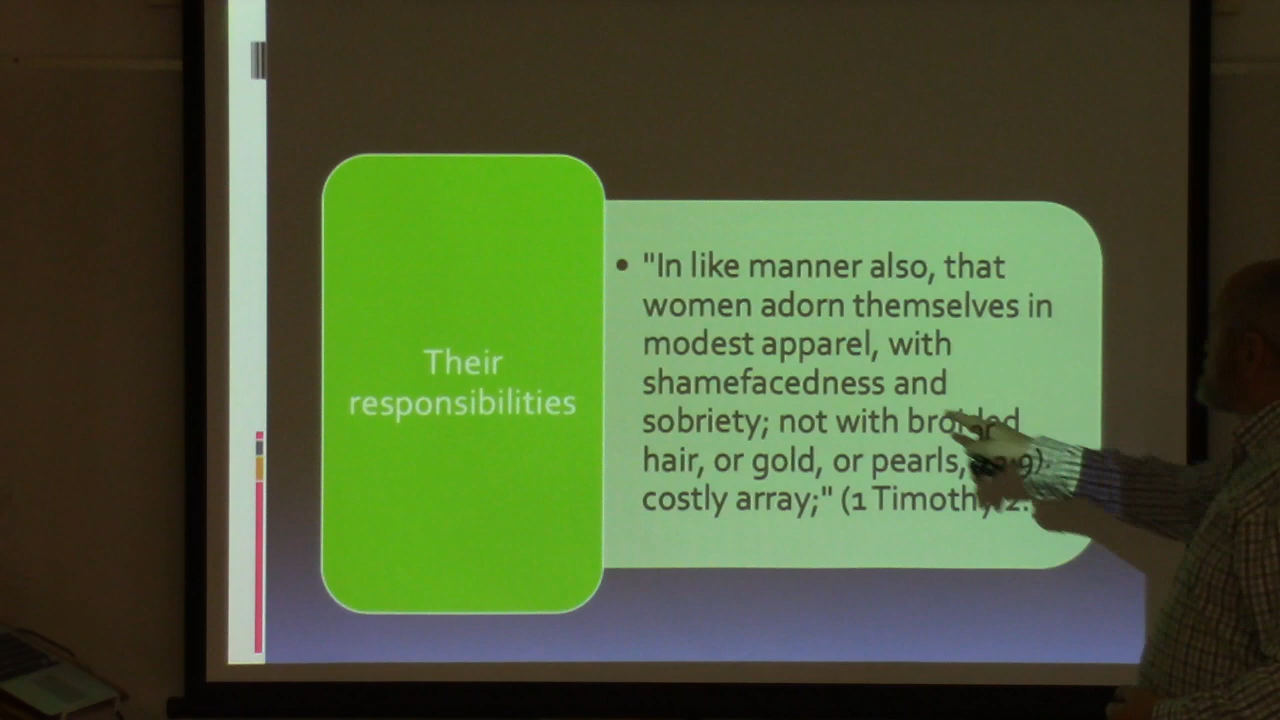 Their
responsibilities
• "In like manner also, that
women adorn themselves in
modest apparel, with
shamefacedness and
sobriety; not with broided
hair, or gold, or pearls,
costly array;" (1 Timothy 2: